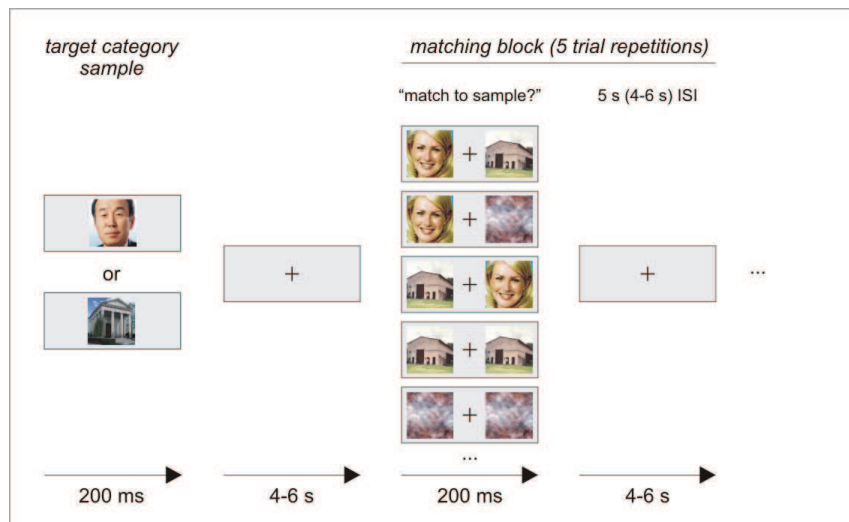 target category
sample
matching block (5 trial repetitions)
"match to sample?"
5 s (4-6 s) ISI
+
+
or
+
+
...
+
+
+
...
200 ms
4-6 s
200 ms
4-6 s